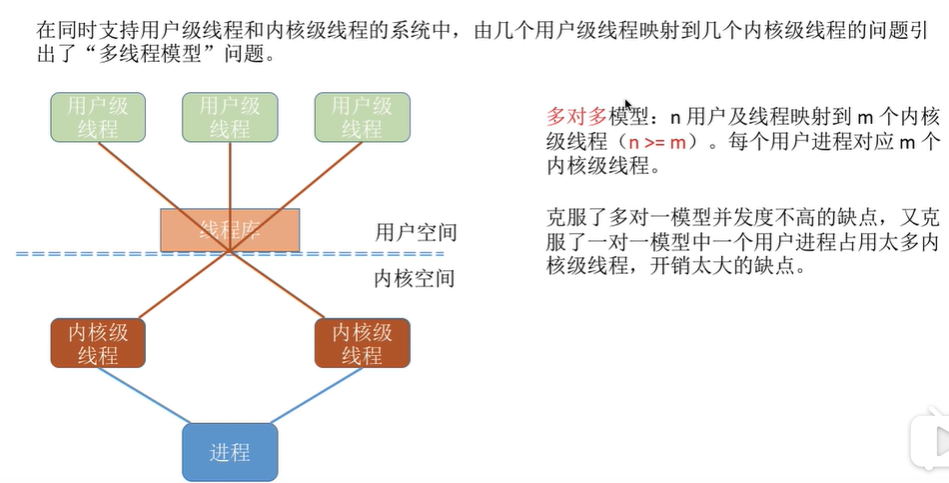 在同时支持用户级线程和内核级线程的系统中，由几个用户级线程映射到几个内核级线程的问题引
出了“多线程模型”问题。
用户级
线程
用户级
线程
用户级
线程
线程库
用户空间
内核空间
内核级
线程
内核级
线程
进程
多对多模型：n 用户及线程映射到 m 个内核
级线程（n >= m）。每个用户进程对应 m 个
内核级线程。
克服了多对一模型并发度不高的缺点，又克
服了一对一模型中一个用户进程占用太多内
核级线程，开销太大的缺点。